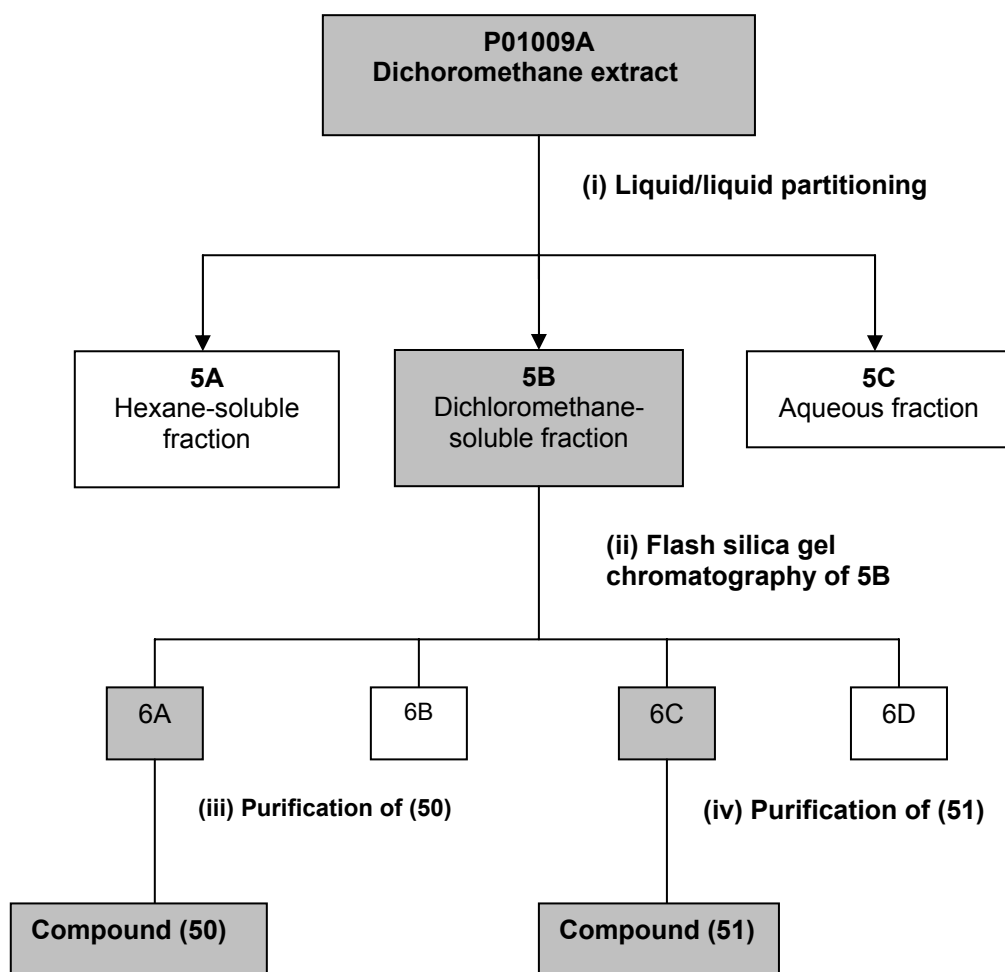 P01009A
Dichoromethane extract
(i) Liquid/liquid partitioning
5A
Hexane-soluble
fraction
5B
Dichloromethane-
soluble fraction
5C
Aqueous fraction
(ii) Flash silica gel
chromatography of 5B
6A
6B
6C
6D
(iii) Purification of (50)
(iv) Purification of (51)
Compound (50)
Compound (51)